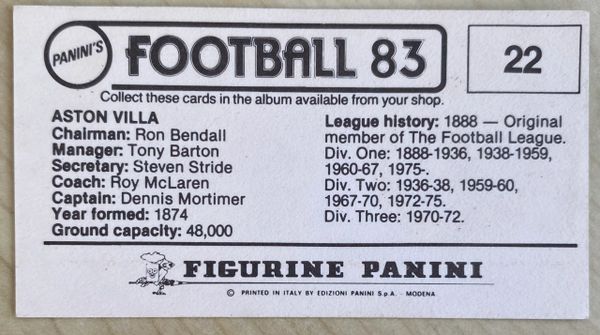 PANINI'S
FOOTBALL 83
22
Collect these cards in the album available from your shop.
ASTON VILLA
Chairman: Ron Bendall
Manager: Tony Barton
Secretary: Steven Stride
Coach: Roy McLaren
Captain: Dennis Mortimer
Year formed: 1874
Ground capacity: 48,000
League history: 1888 — Original
member of The Football League.
Div. One: 1888-1936, 1938-1959,
1960-67, 1975-.
Div. Two: 1936-38, 1959-60,
1967-70, 1972-75.
Div. Three: 1970-72.
FIGURINE PANINI
© PRINTED IN ITALY BY EDIZIONI PANINI S.p.A. - MODENA